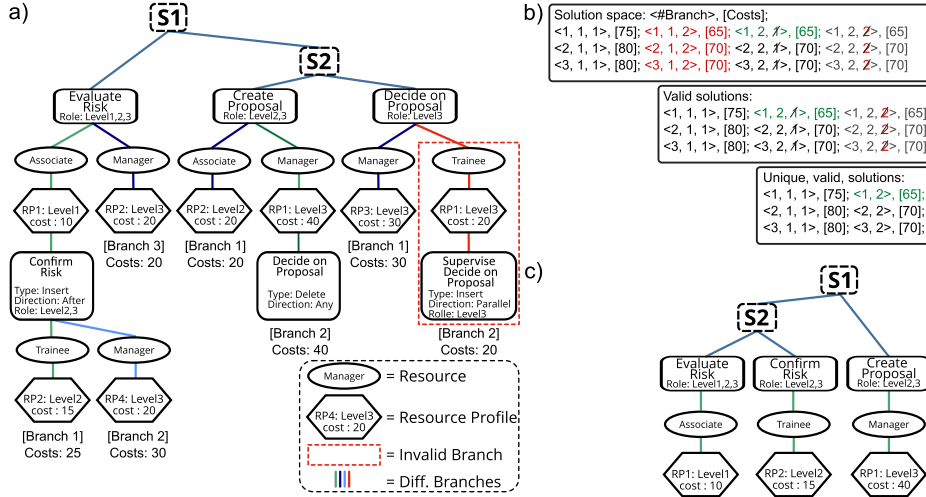 a)
S1
S2
Evaluate
Risk
Role: Level1,2,3
Create
Proposal
Role: Level2,3
Decide on
Proposal
Role: Level3
Associate
Manager
Associate
Manager
Manager
Trainee
RP1: Level1
cost : 10
RP2: Level3
cost : 20
RP2: Level2
cost : 20
RP1: Level3
cost : 40
RP3: Level3
cost : 30
RP1: Level3
cost : 20
[Branch 3]
Costs: 20
[Branch 1]
Costs: 20
[Branch 1]
Costs: 30
Confirm
Risk
Type: Insert
Direction: After
Role: Level2,3
Decide on
Proposal
Type: Delete
Direction: Any
Supervise
Decide on
Proposal
Type: Insert
Direction: Parallel
Rolle: Level3
[Branch 2]
Costs: 40
[Branch 2]
Costs: 20
Trainee
Manager
RP2: Level2
cost : 15
RP4: Level3
cost : 20
[Branch 1]
Costs: 25
[Branch 2]
Costs: 30
Manager
= Resource
RP4: Level3
cost : 20
= Resource Profile
= Invalid Branch
= Diff. Branches
b)
Solution space: <#Branch>, [Costs];
<1, 1, 1>, [75]; <1, 1, 2>, [65]; <1, 2, 1>, [65]; <1, 2, 2>, [65]
<2, 1, 1>, [80]; <2, 1, 2>, [70]; <2, 2, 1>, [70]; <2, 2, 2>, [70]
<3, 1, 1>, [80]; <3, 1, 2>, [70]; <3, 2, 1>, [70]; <3, 2, 2>, [70]
Valid solutions:
<1, 1, 1>, [75]; <1, 2, 1>, [65]; <1, 2, 2>, [65]
<2, 1, 1>, [80]; <2, 2, 1>, [70]; <2, 2, 2>, [70]
<3, 1, 1>, [80]; <3, 2, 1>, [70]; <3, 2, 2>, [70]
Unique, valid, solutions:
<1, 1, 1>, [75]; <1, 2>, [65];
<2, 1, 1>, [80]; <2, 2>, [70];
<3, 1, 1>, [80]; <3, 2>, [70];
c)
S1
S2
Evaluate
Risk
Role: Level1,2,3
Confirm
Risk
Role: Level2,3
Create
Proposal
Role: Level2,3
Associate
Trainee
Manager
RP1: Level1
cost : 10
RP2: Level2
cost : 15
RP1: Level3
cost : 40